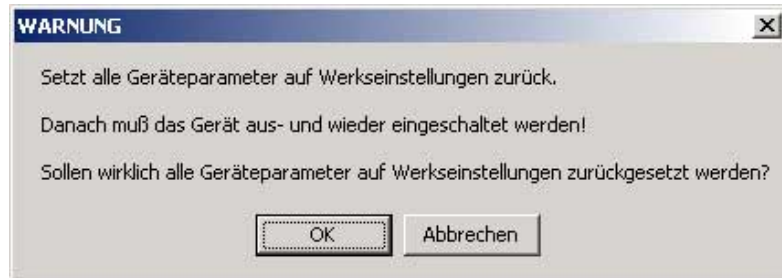 WARNUNG
Setzt alle Geräteparameter auf Werkseinstellungen zurück.
Danach muß das Gerät aus- und wieder eingeschaltet werden!
Sollen wirklich alle Geräteparameter auf Werkseinstellungen zurückgesetzt werden?
OK Abbrechen